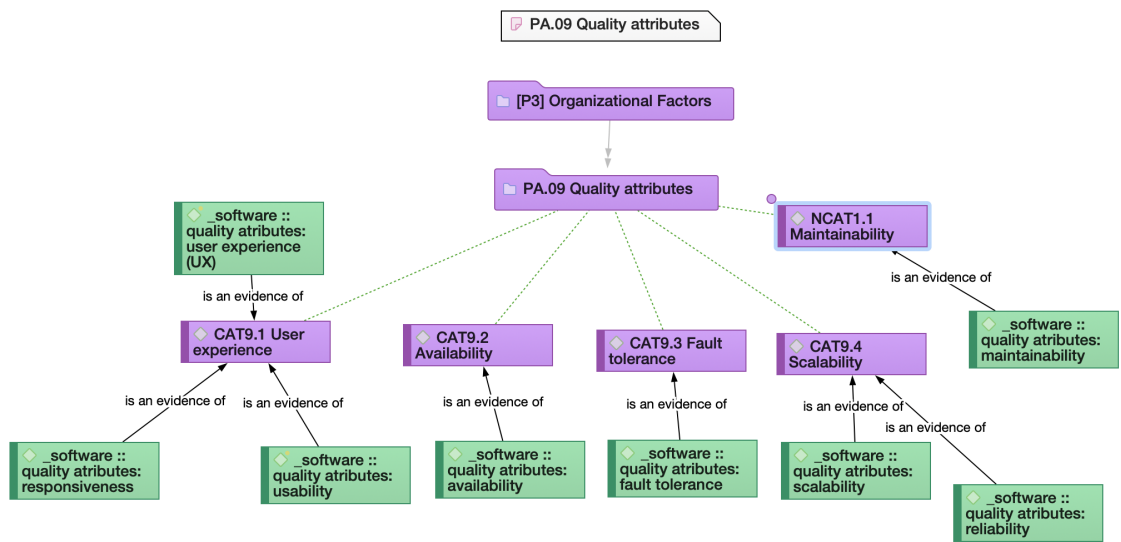 PA.09 Quality attributes
[P3] Organizational Factors
PA.09 Quality attributes
NCAT1.1
Maintainability
_software ::
quality atributes:
user experience
(UX)
is an evidence of
is an evidence of
_software ::
quality atributes:
maintainability
CAT9.1 User
experience
CAT9.2
Availability
CAT9.3 Fault
tolerance
CAT9.4
Scalability
is an evidence of
is an evidence of
is an evidence of
is an evidence of
is an evidence of
is an evidence of
_software ::
quality atributes:
responsiveness
_software ::
quality atributes:
usability
_software ::
quality atributes:
availability
_software ::
quality atributes:
fault tolerance
_software ::
quality atributes:
scalability
_software ::
quality atributes:
reliability